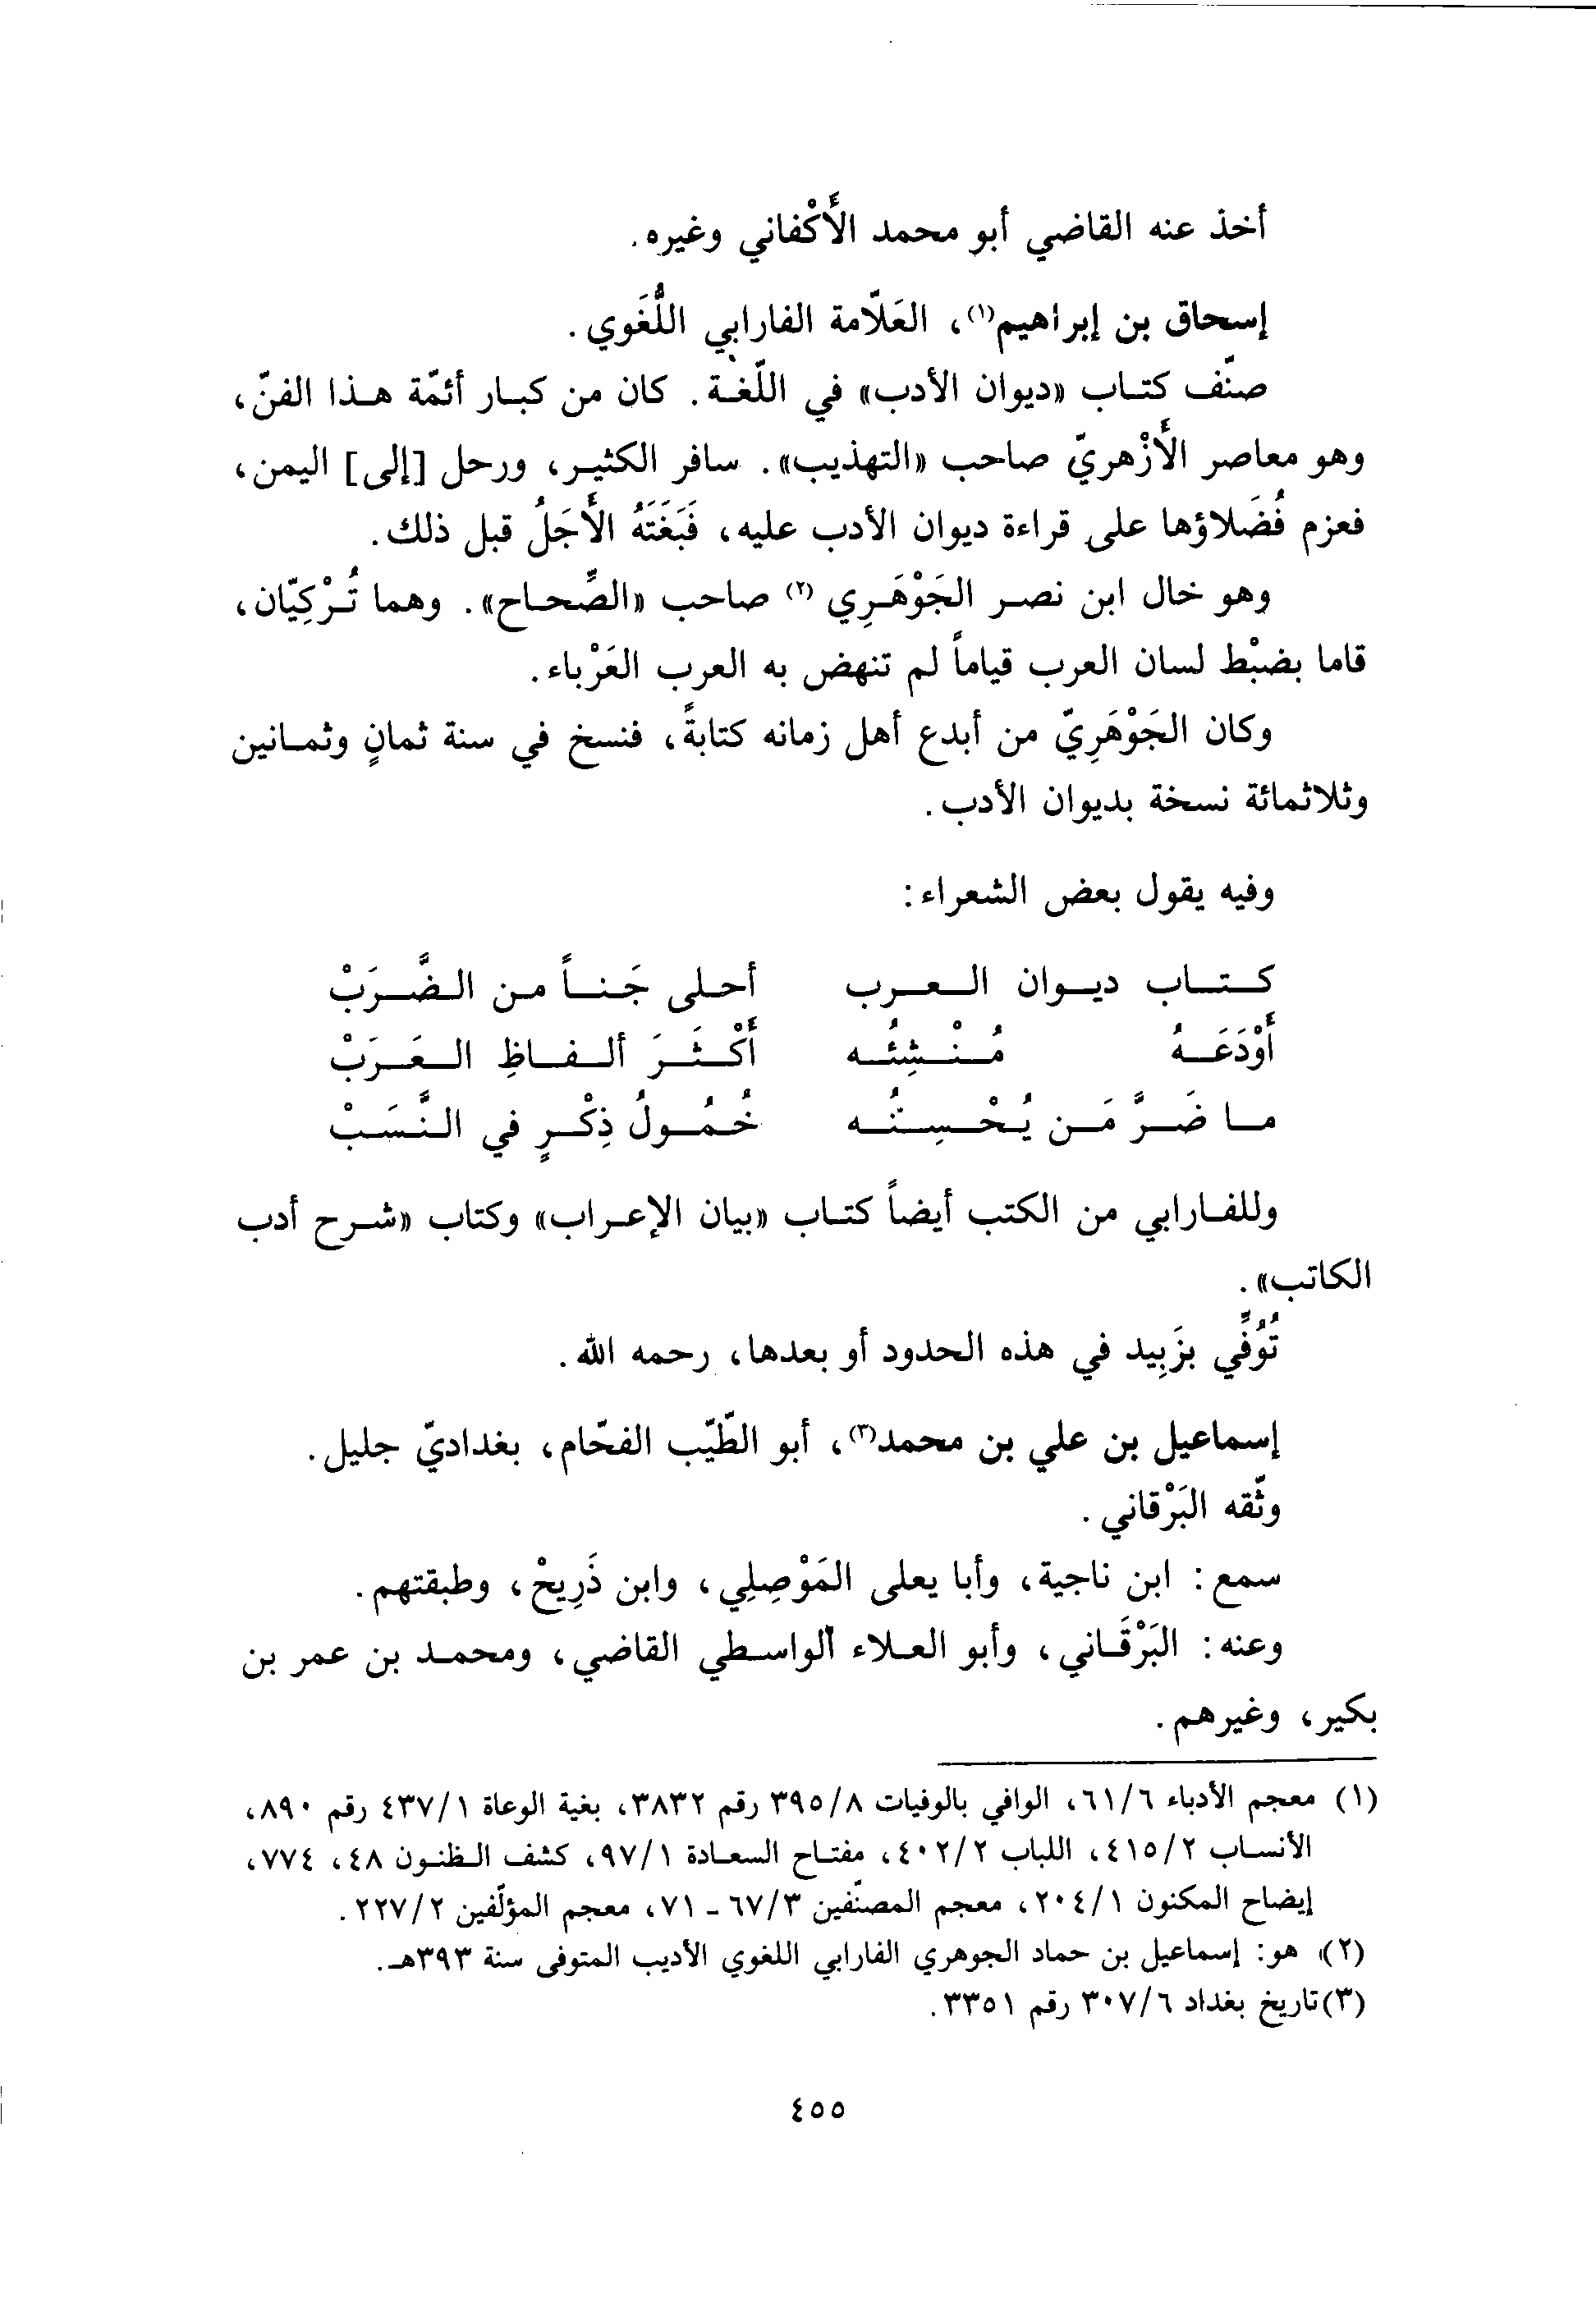 أخذ عنه القاضي أبو محمد الأَكْفاني وغيره.
إسحاق بن إبراهيم(١)، العَلّامة الفارابي اللُّغَوي.
صنّف كتاب «ديوان الأدب» في اللّغة. كان من كبار أئمّة هذا الفنّ،
وهو معاصر الأَزْهريّ صاحب «التهذيب». سافر الكثير، ورحل [إلى] اليمن،
فعزم فُضَلاؤها على قراءة ديوان الأدب عليه، فَبَغَتَهُ الأَجَلُ قبل ذلك.
وهو خال ابن نصر الجَوْهَرِي (٢) صاحب «الصِّحاح». وهما تُرْكِيّان،
قاما بضبْط لسان العرب قياماً لم تنهض به العرب العَرْباء.
وكان الجَوْهَرِيّ من أبدع أهل زمانه كتابةً، فنسخ في سنة ثمانٍ وثمانين
وثلاثمائة نسخة بديوان الأدب.
وفيه يقول بعض الشعراء:
كتاب ديوان العرب أحلى جَناً من الضَّرَبْ
أَوْدَعَهُ مُنْشِئُه أَكْثَرَ ألفاظِ العَرَبْ
ما ضَرَّ مَن يُحْسِنُه خُمُولُ ذِكْرٍ في النَّسَبْ
وللفارابي من الكتب أيضاً كتاب «بيان الإعراب» وكتاب «شرح أدب
الكاتب».
تُوُفِّي بزَبِيد في هذه الحدود أو بعدها، رحمه الله.
إسماعيل بن علي بن محمد(٣)، أبو الطّيّب الفحّام، بغداديّ جليل.
وثّقه البَرْقاني.
سمع: ابن ناجية، وأبا يعلى المَوْصِلِي، وابن ذَرِيحْ، وطبقتهم.
وعنه: البَرْقَاني، وأبو العلاء الواسطي القاضي، ومحمد بن عمر بن
بكير، وغيرهم.
(١) معجم الأدباء ٦١/٦، الوافي بالوفيات ٣٩٥/٨ رقم ٣٨٣٢، بغية الوعاة ٤٣٧/١ رقم ٨٩٠،
الأنساب ٤١٥/٢، اللباب ٤٠٢/٢، مفتاح السعادة ٩٧/١، كشف الظنون ٤٨، ٧٧٤،
إيضاح المكنون ٢٠٤/١، معجم المصنّفين ٦٧/٣ - ٧١، معجم المؤلّفين ٢٢٧/٢.
(٢) هو: إسماعيل بن حماد الجوهري الفارابي اللغوي الأديب المتوفى سنة ٣٩٣هـ.
(٣) تاريخ بغداد ٣٠٧/٦ رقم ٣٣٥١.
٤٥٥